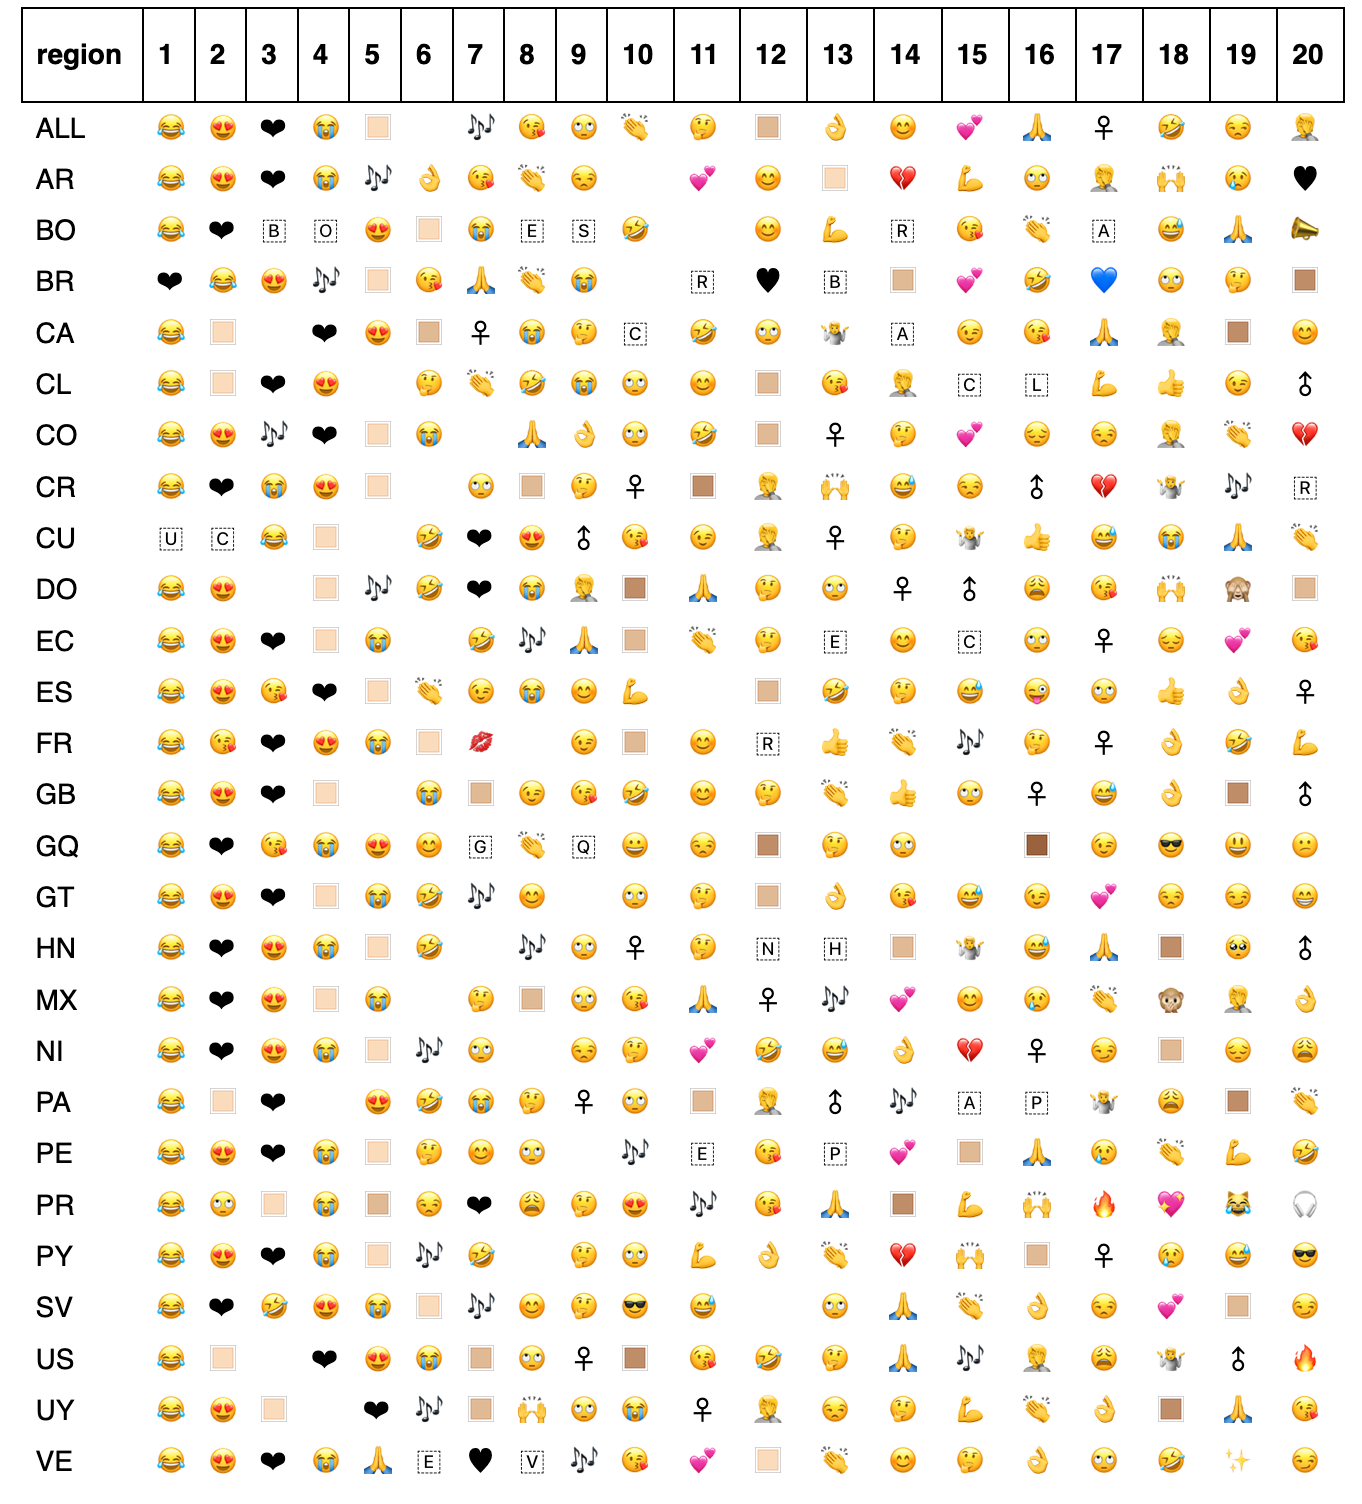 region 1 2 3 4 5 6 7 8 9 10 11 12 13 14 15 16 17 18 19 20
ALL 😂 😍 ❤ 😭 🏻 🎶 😘 🙄 👏 🤔 🏼 👌 😊 💕 🙏 ♀ 🤣 😒 🤦
AR 😂 😍 ❤ 😭 🎶 👌 😘 👏 😒 💕 😊 🏻 💔 💪 🙄 🤦 🙌 😢 ♥
BO 😂 ❤ 🇧 🇴 😍 🏻 😭 🇪 🇸 🤣 😊 💪 🇷 😘 👏 🇦 😅 🙏 📣
BR ❤ 😂 😍 🎶 🏻 😘 🙏 👏 😭 🇷 ♥ 🇧 🏼 💕 🤣 💙 🙄 🤔 🏽
CA 😂 🏻 ❤ 😍 🏼 ♀ 😭 🤔 🇨 🤣 🙄 🤷 🇦 😉 😘 🙏 🤦 🏽 😊
CL 😂 🏻 ❤ 😍 🤔 👏 🤣 😭 🙄 😊 🏼 😘 🤦 🇨 🇱 💪 👍 😉 ♂
CO 😂 😍 🎶 ❤ 🏻 😭 🙏 👌 🙄 🤣 🏼 ♀ 🤔 💕 😔 😒 🤦 👏 💔
CR 😂 ❤ 😭 😍 🏻 🙄 🏼 🤔 ♀ 🏽 🤦 🙌 😅 😒 ♂ 💔 🤷 🎶 🇷
CU 🇺 🇨 😂 🏻 🤣 ❤ 😍 ♂ 😘 😉 🤦 ♀ 🤔 🤷 👍 😅 😭 🙏 👏
DO 😂 😍 🏻 🎶 🤣 ❤ 😭 🤦 🏽 🙏 🤔 🙄 ♀ ♂ 😩 😘 🙌 🙈 🏼
EC 😂 😍 ❤ 🏻 😭 🤣 🎶 🙏 🏼 👏 🤔 🇪 😊 🇨 🙄 ♀ 😔 💕 😘
ES 😂 😍 😘 ❤ 🏻 👏 😉 😭 😊 💪 🏼 🤣 🤔 😅 😜 🙄 👍 👌 ♀
FR 😂 😘 ❤ 😍 😭 🏻 💋 😉 🏼 😊 🇷 👍 👏 🎶 🤔 ♀ 👌 🤣 💪
GB 😂 😍 ❤ 🏻 😭 🏼 😉 😘 🤣 😊 🤔 👏 👍 🙄 ♀ 😅 👌 🏽 ♂
GQ 😂 ❤ 😘 😭 😍 😊 🇬 👏 🇶 😀 😒 🏽 🤔 🙄 🏾 😉 😎 😃 😕
GT 😂 😍 ❤ 🏻 😭 🤣 🎶 😊 🙄 🤔 🏼 👌 😘 😅 😉 💕 😒 😏 😁
HN 😂 ❤ 😍 😭 🏻 🤣 🎶 🙄 ♀ 🤔 🇳 🇭 🏼 🤷 😅 🙏 🏽 🥺 ♂
MX 😂 ❤ 😍 🏻 😭 🤔 🏼 🙄 😘 🙏 ♀ 🎶 💕 😊 😢 👏 🙊 🤦 👌
NI 😂 ❤ 😍 😭 🏻 🎶 🙄 😒 🤔 💕 🤣 😅 👌 💔 ♀ 😏 🏼 😔 😩
PA 😂 🏻 ❤ 😍 🤣 😭 🤔 ♀ 🙄 🏼 🤦 ♂ 🎶 🇦 🇵 🤷 😩 🏽 👏
PE 😂 😍 ❤ 😭 🏻 🤔 😊 🙄 🎶 🇪 😘 🇵 💕 🏼 🙏 😢 👏 💪 🤣
PR 😂 🙄 🏻 😭 🏼 😒 ❤ 😩 🤔 😍 🎶 😘 🙏 🏽 💪 🙌 🔥 💖 😹 🎧
PY 😂 😍 ❤ 😭 🏻 🎶 🤣 🤔 🙄 💪 👌 👏 💔 🙌 🏼 ♀ 😢 😅 😎
SV 😂 ❤ 🤣 😍 😭 🏻 🎶 😊 🤔 😎 😅 🙄 🙏 👏 👌 😒 💕 🏼 😏
US 😂 🏻 ❤ 😍 😭 🏼 🙄 ♀ 🏽 😘 🤣 🤔 🙏 🎶 🤦 😩 🤷 ♂ 🔥
UY 😂 😍 🏻 ❤ 🎶 🏼 🙌 🙄 😭 ♀ 🤦 😒 🤔 💪 👏 👌 🏽 🙏 😘
VE 😂 😍 ❤ 😭 🙏 🇪 ♥ 🇻 🎶 😘 💕 🏻 👏 😊 🤔 👌 🙄 🤣 ✨ 😏